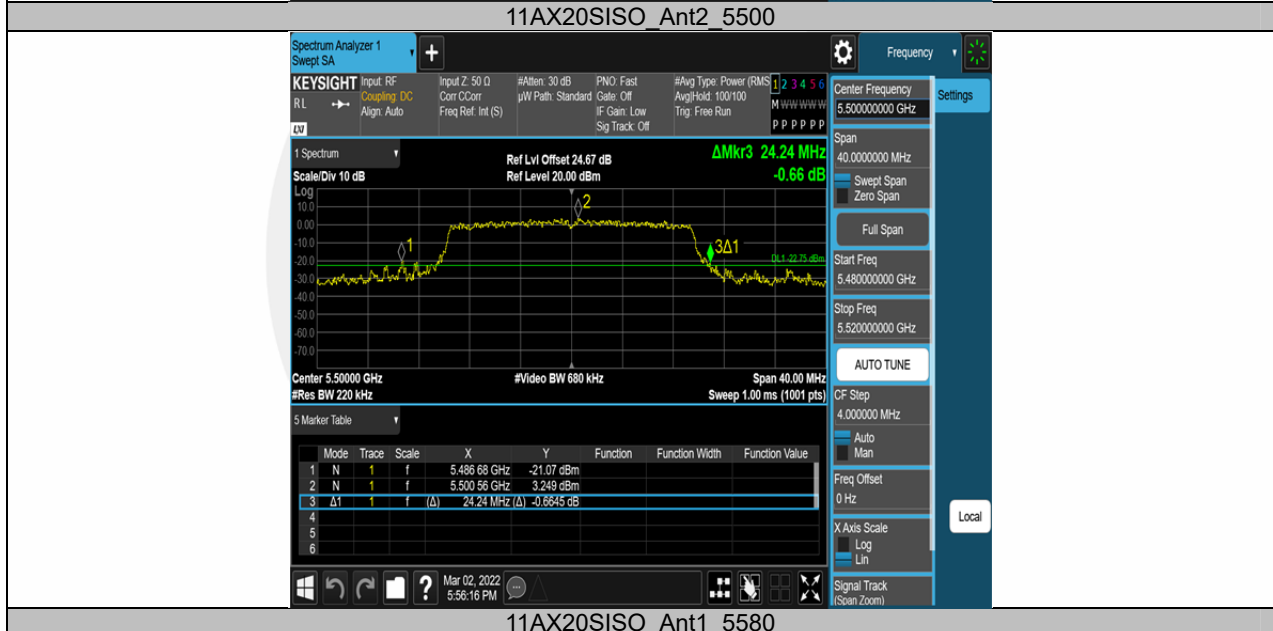 11AX20SISO_Ant2_5500
Spectrum Analyzer 1
Swept SA
+
Frequency
KEYSIGHT
RL
LXI
Input: RF
Coupling: DC
Align: Auto
Input Z: 50 Ω
Corr CCorr
Freq Ref: Int (S)
#Atten: 30 dB
µW Path: Standard
PNO: Fast
Gate: Off
IF Gain: Low
Sig Track: Off
#Avg Type: Power (RMS
Avg|Hold: 100/100
Trig: Free Run
1 2 3 4 5 6
M W W W W W
P P P P P P
Center Frequency
5.500000000 GHz
Settings
Span
40.0000000 MHz
Swept Span
Zero Span
Full Span
Start Freq
5.480000000 GHz
Stop Freq
5.520000000 GHz
AUTO TUNE
CF Step
4.000000 MHz
Auto
Man
Freq Offset
0 Hz
X Axis Scale
Log
Lin
Signal Track
(Span Zoom)
Local
1 Spectrum
Scale/Div 10 dB
Ref Lvl Offset 24.67 dB
Ref Level 20.00 dBm
ΔMkr3 24.24 MHz
-0.66 dB
Log
10.0
0.00
-10.0
-20.0
-30.0
-40.0
-50.0
-60.0
-70.0
1
2
3Δ1
DL1 -22.75 dBm
Center 5.50000 GHz
#Video BW 680 kHz
Span 40.00 MHz
#Res BW 220 kHz
Sweep 1.00 ms (1001 pts)
5 Marker Table
Mode Trace Scale X Y Function Function Width Function Value
1 N 1 f 5.486 68 GHz -21.07 dBm
2 N 1 f 5.500 56 GHz 3.249 dBm
3 Δ1 1 f (Δ) 24.24 MHz (Δ) -0.6645 dB
4
5
6
?
Mar 02, 2022
5:56:16 PM
11AX20SISO_Ant1_5580